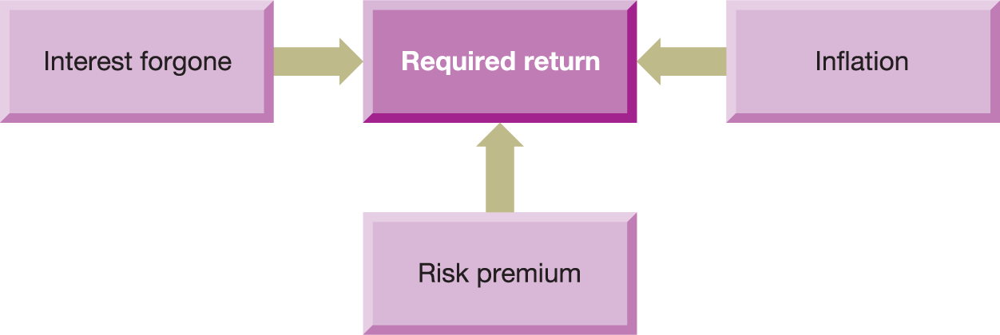 Interest forgone
Required return
Inflation
Risk premium